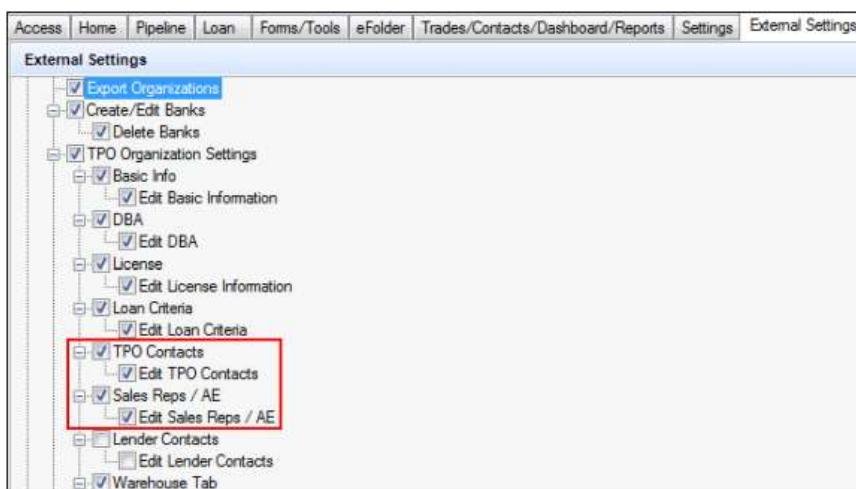 Access Home Pipeline Loan Forms/Tools eFolder Trades/Contacts/Dashboard/Reports Settings External Settings
External Settings
Export Organizations
Create/Edit Banks
Delete Banks
TPO Organization Settings
Basic Info
Edit Basic Information
DBA
Edit DBA
License
Edit License Information
Loan Criteria
Edit Loan Criteria
TPO Contacts
Edit TPO Contacts
Sales Reps / AE
Edit Sales Reps / AE
Lender Contacts
Edit Lender Contacts
Warehouse Tab